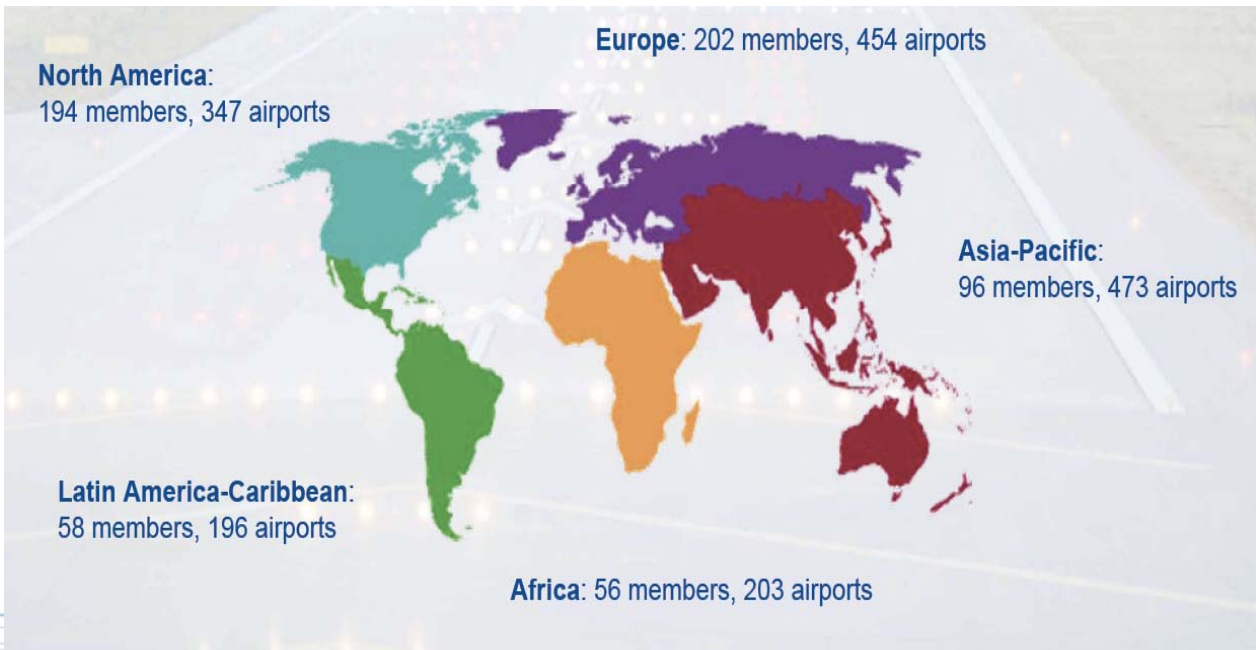 Europe: 202 members, 454 airports
North America:
194 members, 347 airports
Asia-Pacific:
96 members, 473 airports
Latin America-Caribbean:
58 members, 196 airports
Africa: 56 members, 203 airports